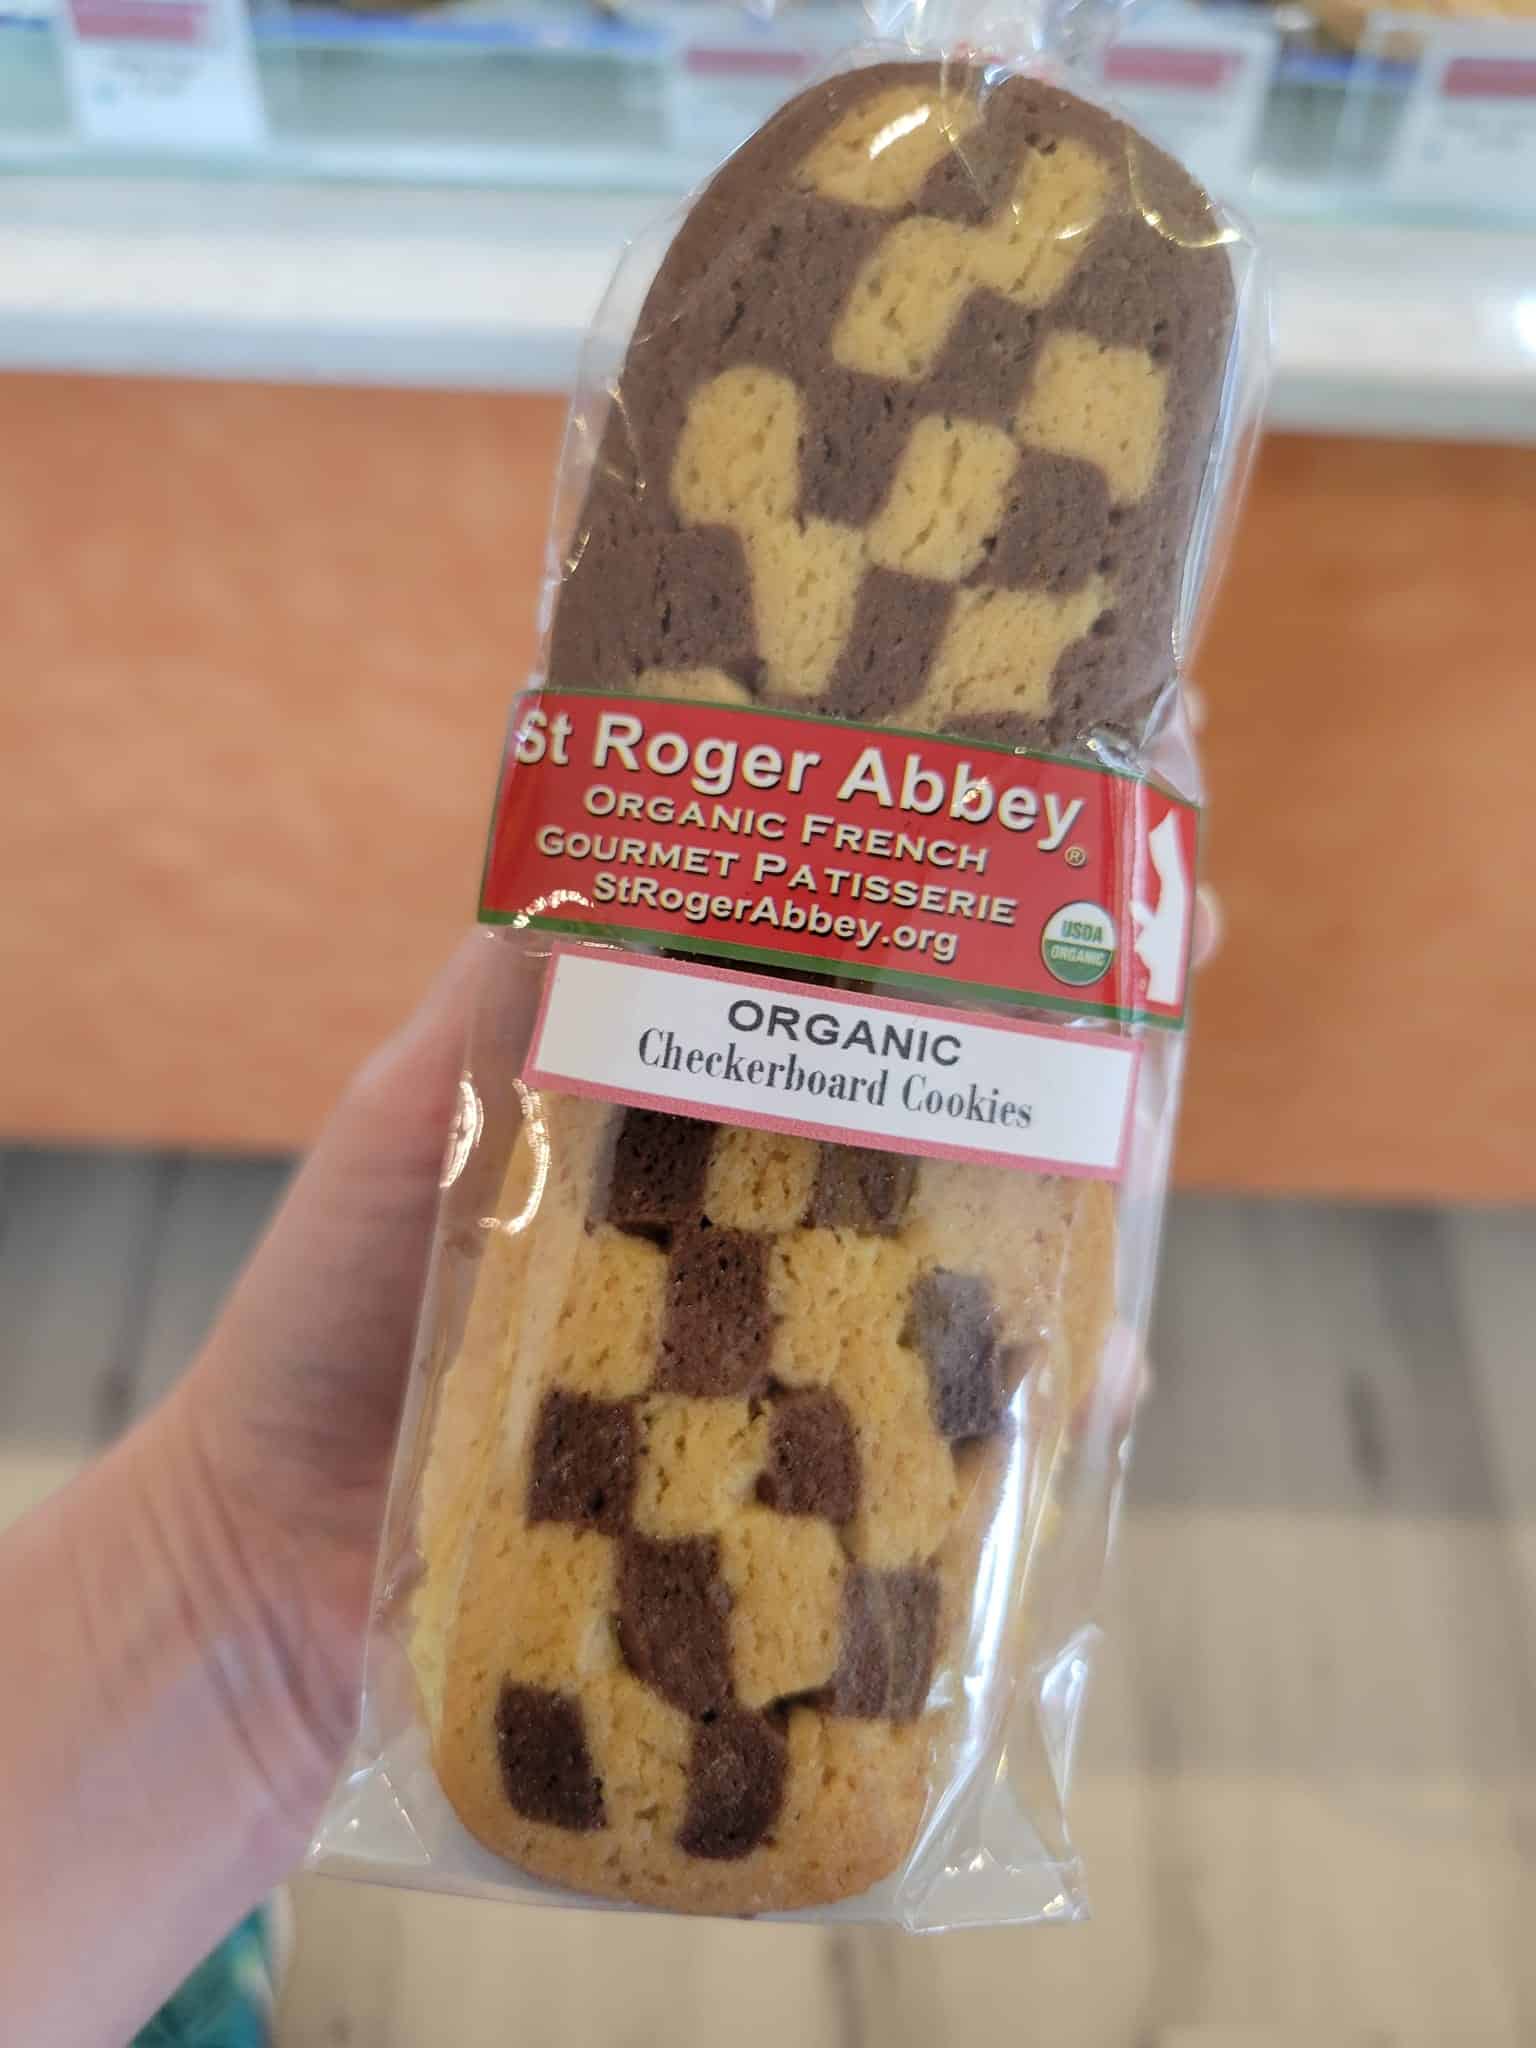 St Roger Abbey®
ORGANIC FRENCH
GOURMET PATISSERIE
StRogerAbbey.org
USDA
ORGANIC
ORGANIC
Checkerboard Cookies